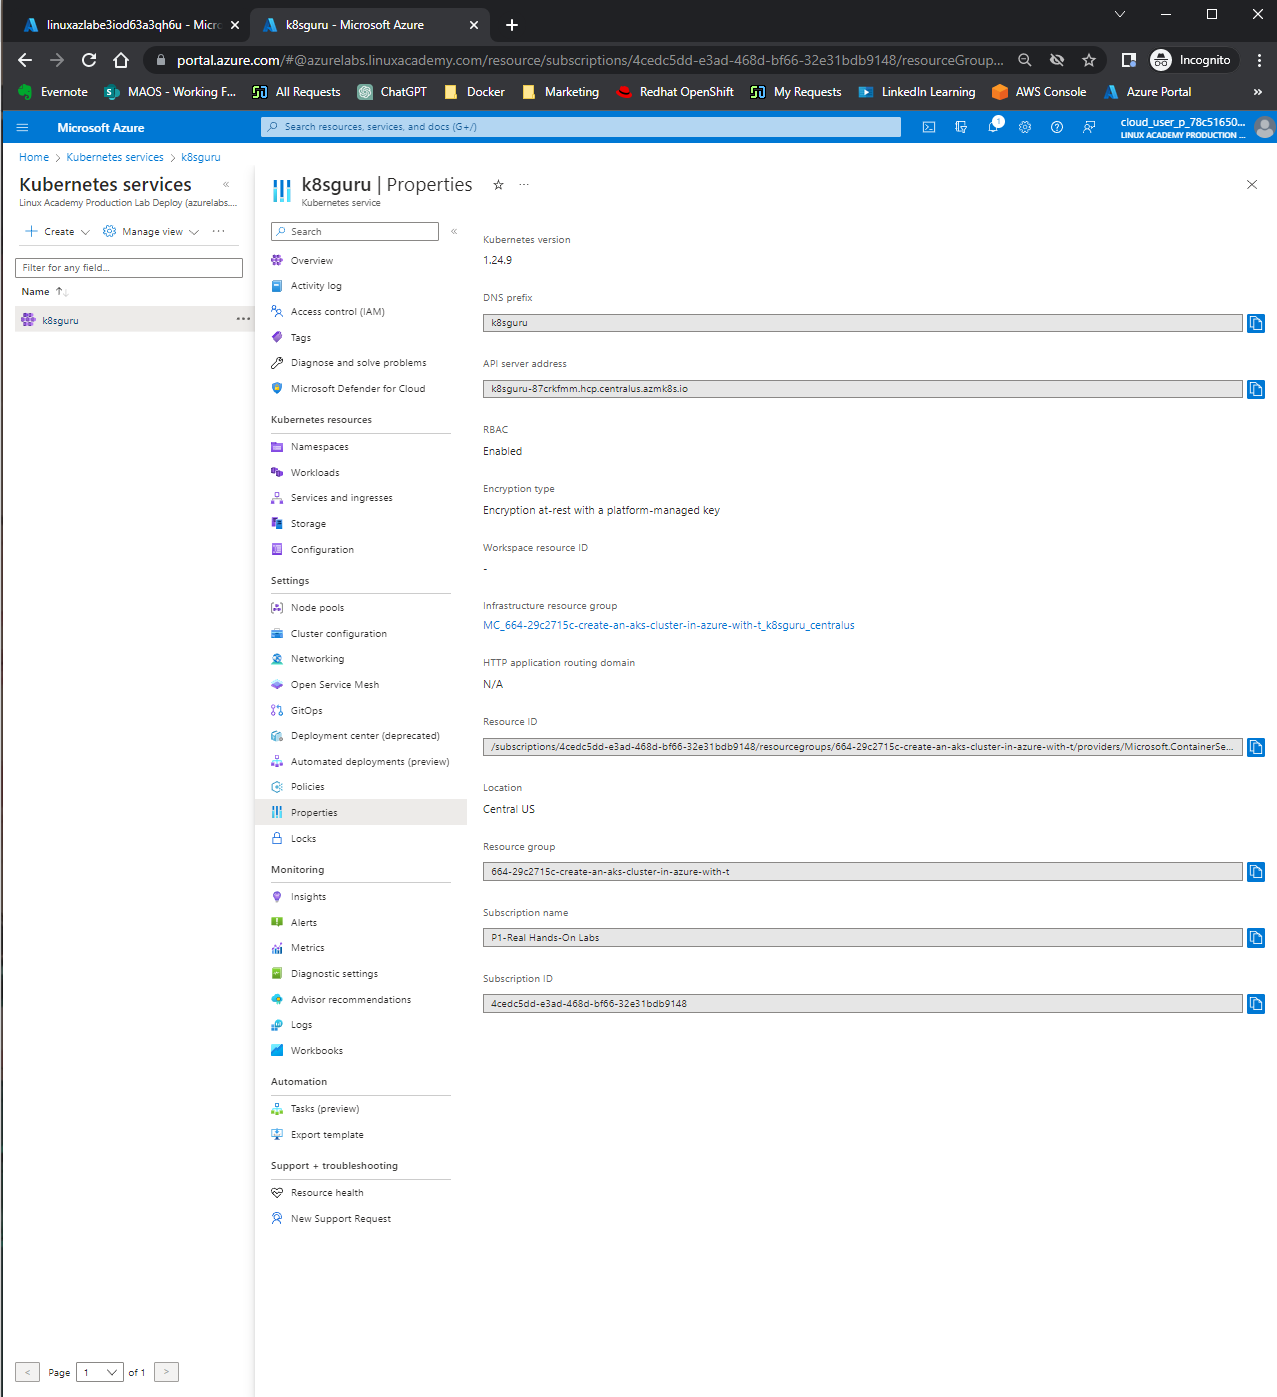 linuxazlabe3iod63a3qh6u - Micro
k8sguru - Microsoft Azure
portal.azure.com/#@azurelabs.linuxacademy.com/resource/subscriptions/4cedc5dd-e3ad-468d-bf66-32e31bdb9148/resourceGroup...
Incognito
Evernote
MAOS - Working F...
All Requests
ChatGPT
Docker
Marketing
Redhat OpenShift
My Requests
LinkedIn Learning
AWS Console
Azure Portal
»
Microsoft Azure
Search resources, services, and docs (G+/)
1
cloud_user_p_78c51650...
LINUX ACADEMY PRODUCTION ...
Home > Kubernetes services > k8sguru
Kubernetes services
«
Linux Academy Production Lab Deploy (azurelabs....
Create
Manage view
...
Filter for any field...
Name
k8sguru
...
< Page 1 of 1 >
k8sguru | Properties
...
Kubernetes service
Search
«
Overview
Activity log
Access control (IAM)
Tags
Diagnose and solve problems
Microsoft Defender for Cloud
Kubernetes resources
Namespaces
Workloads
Services and ingresses
Storage
Configuration
Settings
Node pools
Cluster configuration
Networking
Open Service Mesh
GitOps
Deployment center (deprecated)
Automated deployments (preview)
Policies
Properties
Locks
Monitoring
Insights
Alerts
Metrics
Diagnostic settings
Advisor recommendations
Logs
Workbooks
Automation
Tasks (preview)
Export template
Support + troubleshooting
Resource health
New Support Request
Kubernetes version
1.24.9
DNS prefix
k8sguru
API server address
k8sguru-87crkfmm.hcp.centralus.azmk8s.io
RBAC
Enabled
Encryption type
Encryption at-rest with a platform-managed key
Workspace resource ID
-
Infrastructure resource group
MC_664-29c2715c-create-an-aks-cluster-in-azure-with-t_k8sguru_centralus
HTTP application routing domain
N/A
Resource ID
/subscriptions/4cedc5dd-e3ad-468d-bf66-32e31bdb9148/resourcegroups/664-29c2715c-create-an-aks-cluster-in-azure-with-t/providers/Microsoft.ContainerSe...
Location
Central US
Resource group
664-29c2715c-create-an-aks-cluster-in-azure-with-t
Subscription name
P1-Real Hands-On Labs
Subscription ID
4cedc5dd-e3ad-468d-bf66-32e31bdb9148